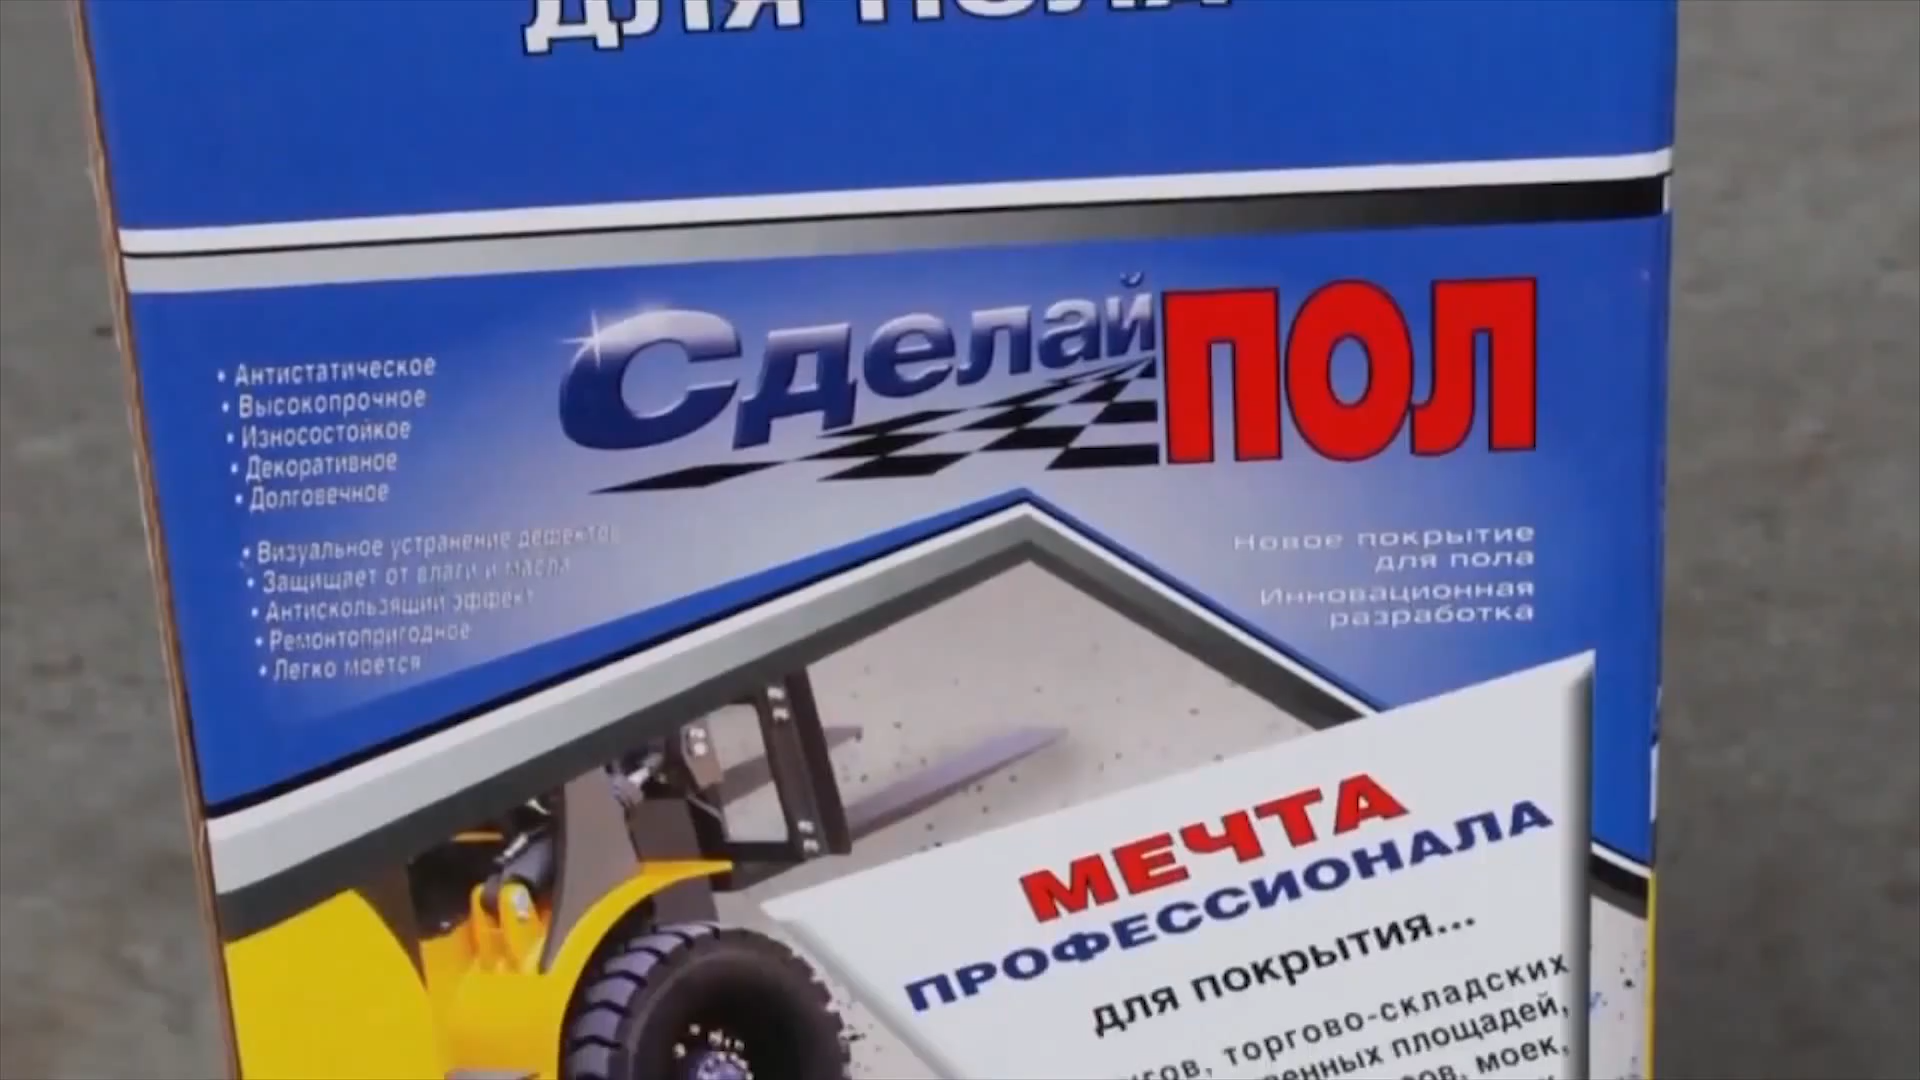 ДЛЯ ПОЛА
Сделай ПОЛ
• Антистатическое
• Высокопрочное
• Износостойкое
• Декоративное
• Долговечное
• Визуальное устранение дефектов
• Защищает от влаги и масла
• Антискользящий эффект
• Ремонтопригодное
• Легко моется
Новое покрытие
для пола
Инновационная
разработка
МЕЧТА
ПРОФЕССИОНАЛА
для покрытия...
торгово-складских
площадей,
моек,